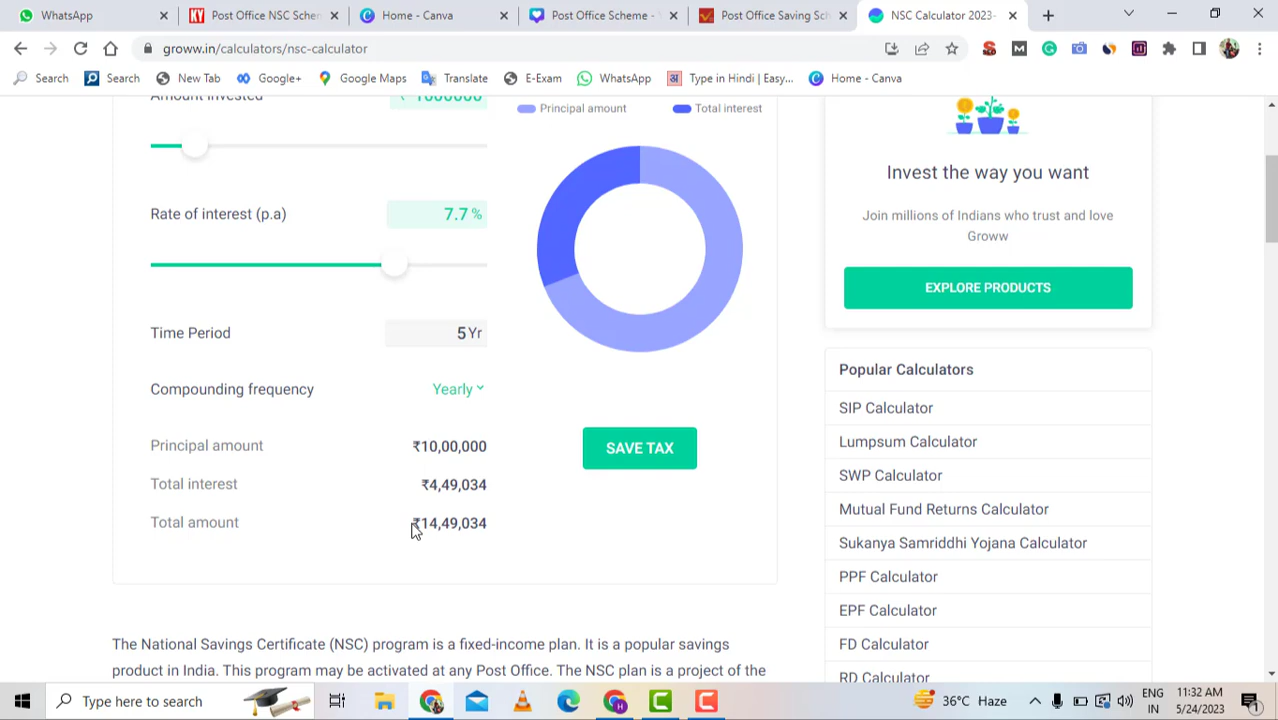 WhatsApp
Post Office NSC Schem
Home - Canva
Post Office Scheme -
Post Office Saving Sch
NSC Calculator 2023-
groww.in/calculators/nsc-calculator
Search
Search
New Tab
Google+
Google Maps
Translate
E-Exam
WhatsApp
Type in Hindi | Easy...
Home - Canva
Amount invested
₹ 1000000
Rate of interest (p.a)
7.7 %
Time Period
5 Yr
Compounding frequency
Yearly
Principal amount
₹10,00,000
Total interest
₹4,49,034
Total amount
₹14,49,034
Principal amount
Total interest
SAVE TAX
Invest the way you want
Join millions of Indians who trust and love
Groww
EXPLORE PRODUCTS
Popular Calculators
SIP Calculator
Lumpsum Calculator
SWP Calculator
Mutual Fund Returns Calculator
Sukanya Samriddhi Yojana Calculator
PPF Calculator
EPF Calculator
FD Calculator
RD Calculator
The National Savings Certificate (NSC) program is a fixed-income plan. It is a popular savings
product in India. This program may be activated at any Post Office. The NSC plan is a project of the
Type here to search
36°C Haze
ENG
IN
11:32 AM
5/24/2023